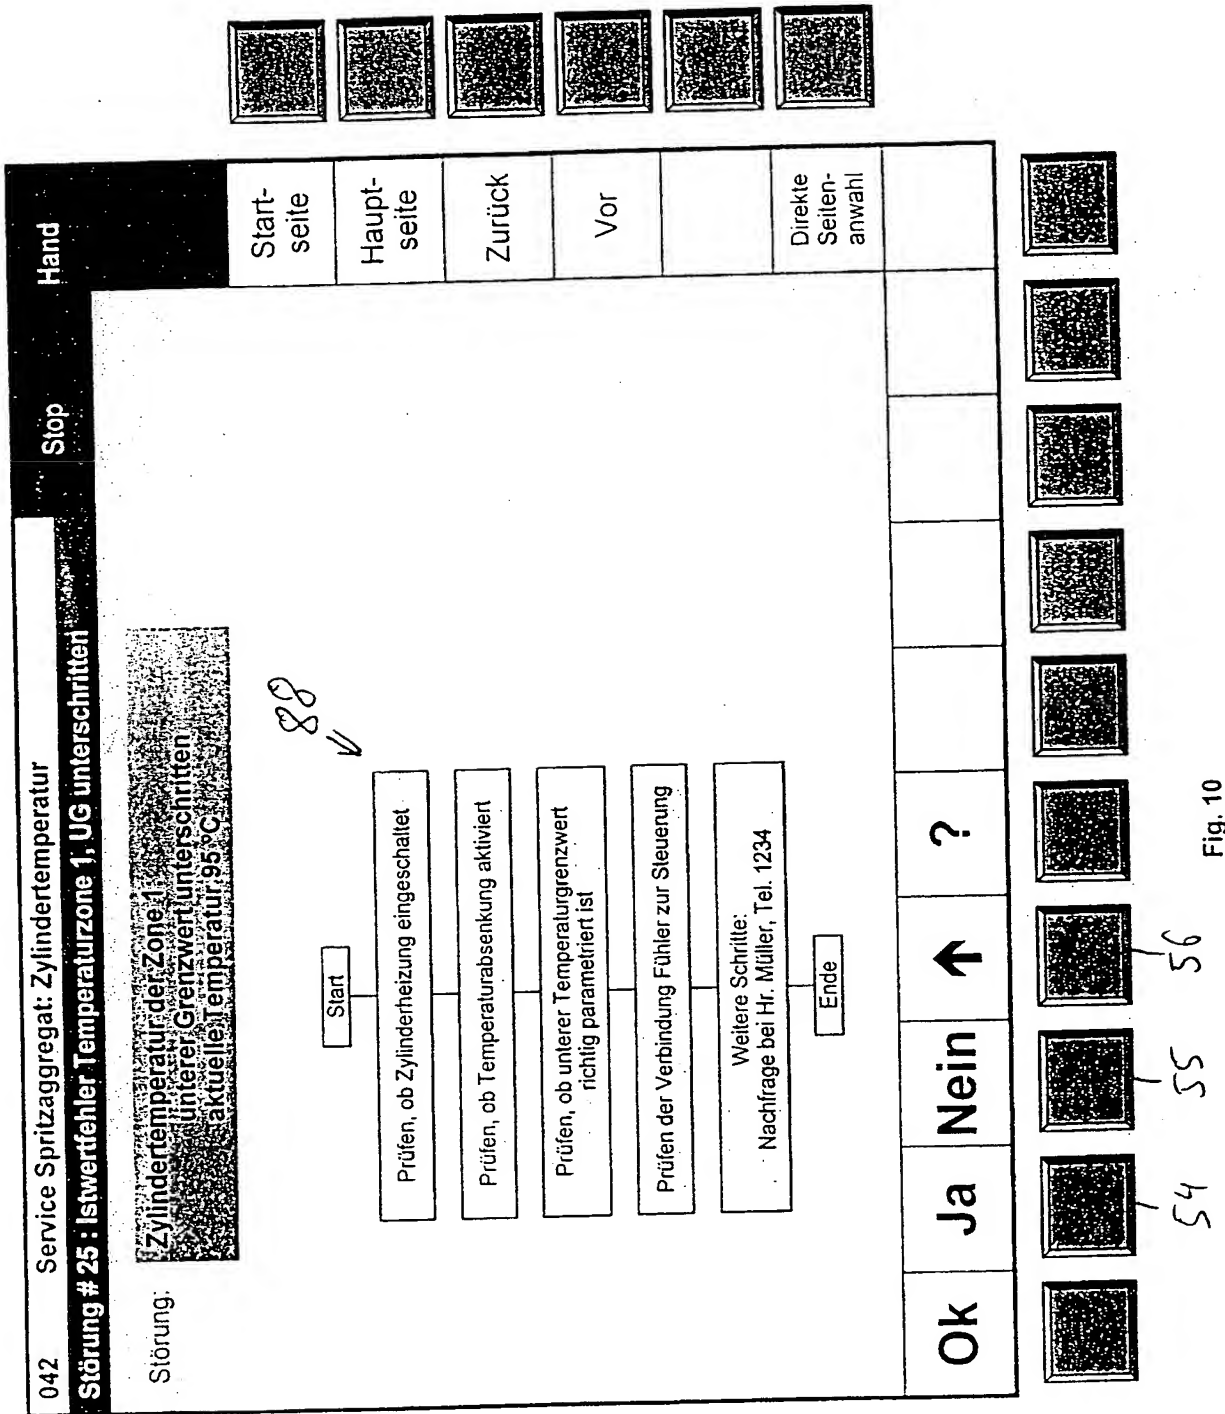 042 Service Spritzaggregat: Zylindertemperatur Stop Hand
Störung # 25 : Istwertfehler Temperaturzone 1, UG unterschritten
Störung:
Zylindertemperatur der Zone 1
unterer Grenzwert unterschritten
aktuelle Temperatur 95 °C
88
Start
Prüfen, ob Zylinderheizung eingeschaltet
Prüfen, ob Temperaturabsenkung aktiviert
Prüfen, ob unterer Temperaturgrenzwert
richtig parametriert ist
Prüfen der Verbindung Fühler zur Steuerung
Weitere Schritte:
Nachfrage bei Hr. Müller, Tel. 1234
Ende
Start-
seite
Haupt-
seite
Zurück
Vor
Direkte
Seiten-
anwahl
Ok Ja Nein ↑ ?
54 55 56
Fig. 10